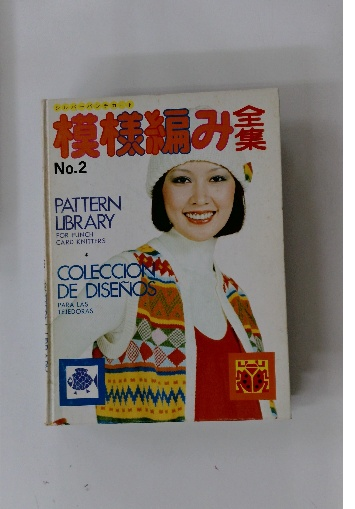 シルバーパンチカード
模様編み全集
No.2
PATTERN
LIBRARY
FOR PUNCH
CARD KNITTERS
COLECCION
DE DISEÑOS
PARA LAS
TEJEDORAS